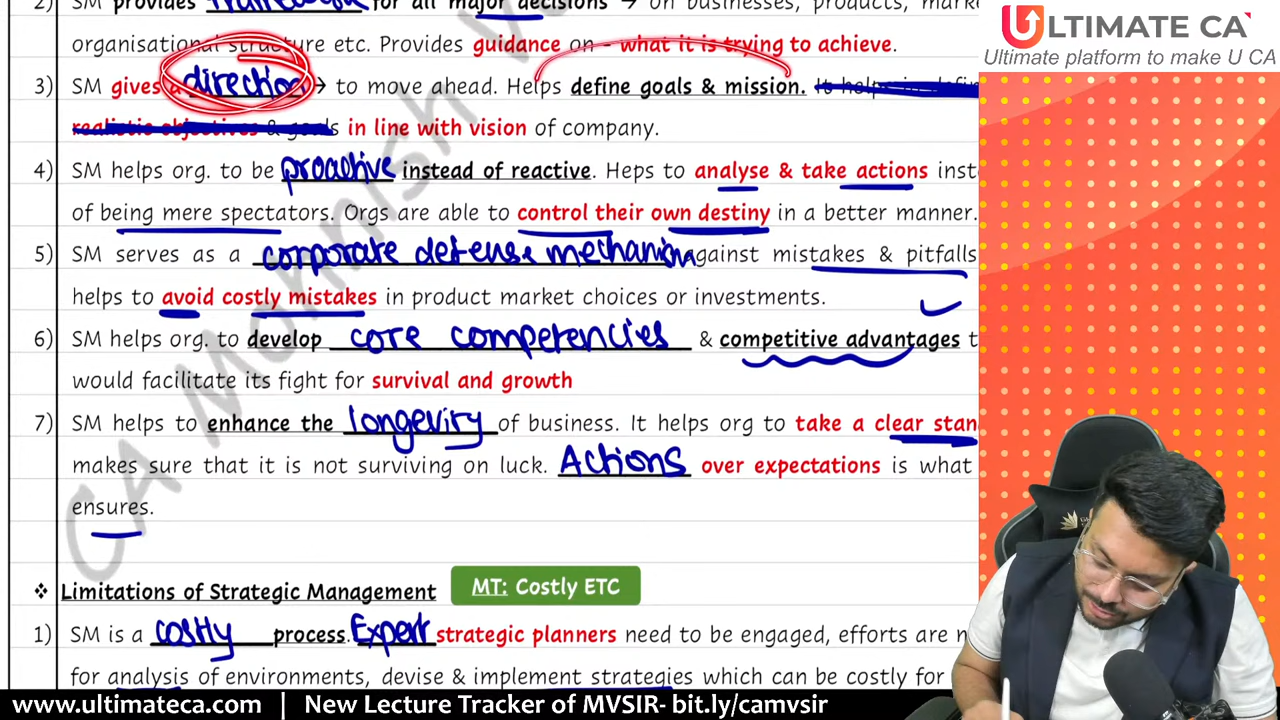 2) SM provides framework for all major decisions → on businesses, products,
organisational structure etc. Provides guidance on - what it is trying to achieve.
3) SM gives a direction → to move ahead. Helps define goals & mission. It helps in
realistic objectives & goals in line with vision of company.
4) SM helps org. to be proactive instead of reactive. Heps to analyse & take actions
of being mere spectators. Orgs are able to control their own destiny in a better manner.
5) SM serves as a corporate defense mechanism against mistakes & pitfalls
helps to avoid costly mistakes in product market choices or investments.
6) SM helps org. to develop core competencies & competitive advantages
would facilitate its fight for survival and growth
7) SM helps to enhance the longevity of business. It helps org to take a clear stan
makes sure that it is not surviving on luck. Actions over expectations is what
ensures.
❖ Limitations of Strategic Management MT: Costly ETC
1) SM is a costly process. Expert strategic planners need to be engaged, efforts are
for analysis of environments, devise & implement strategies which can be costly for
CA Mohnish
ULTIMATE CA
Ultimate platform to make U CA
www.ultimateca.com | New Lecture Tracker of MVSIR- bit.ly/camvsir